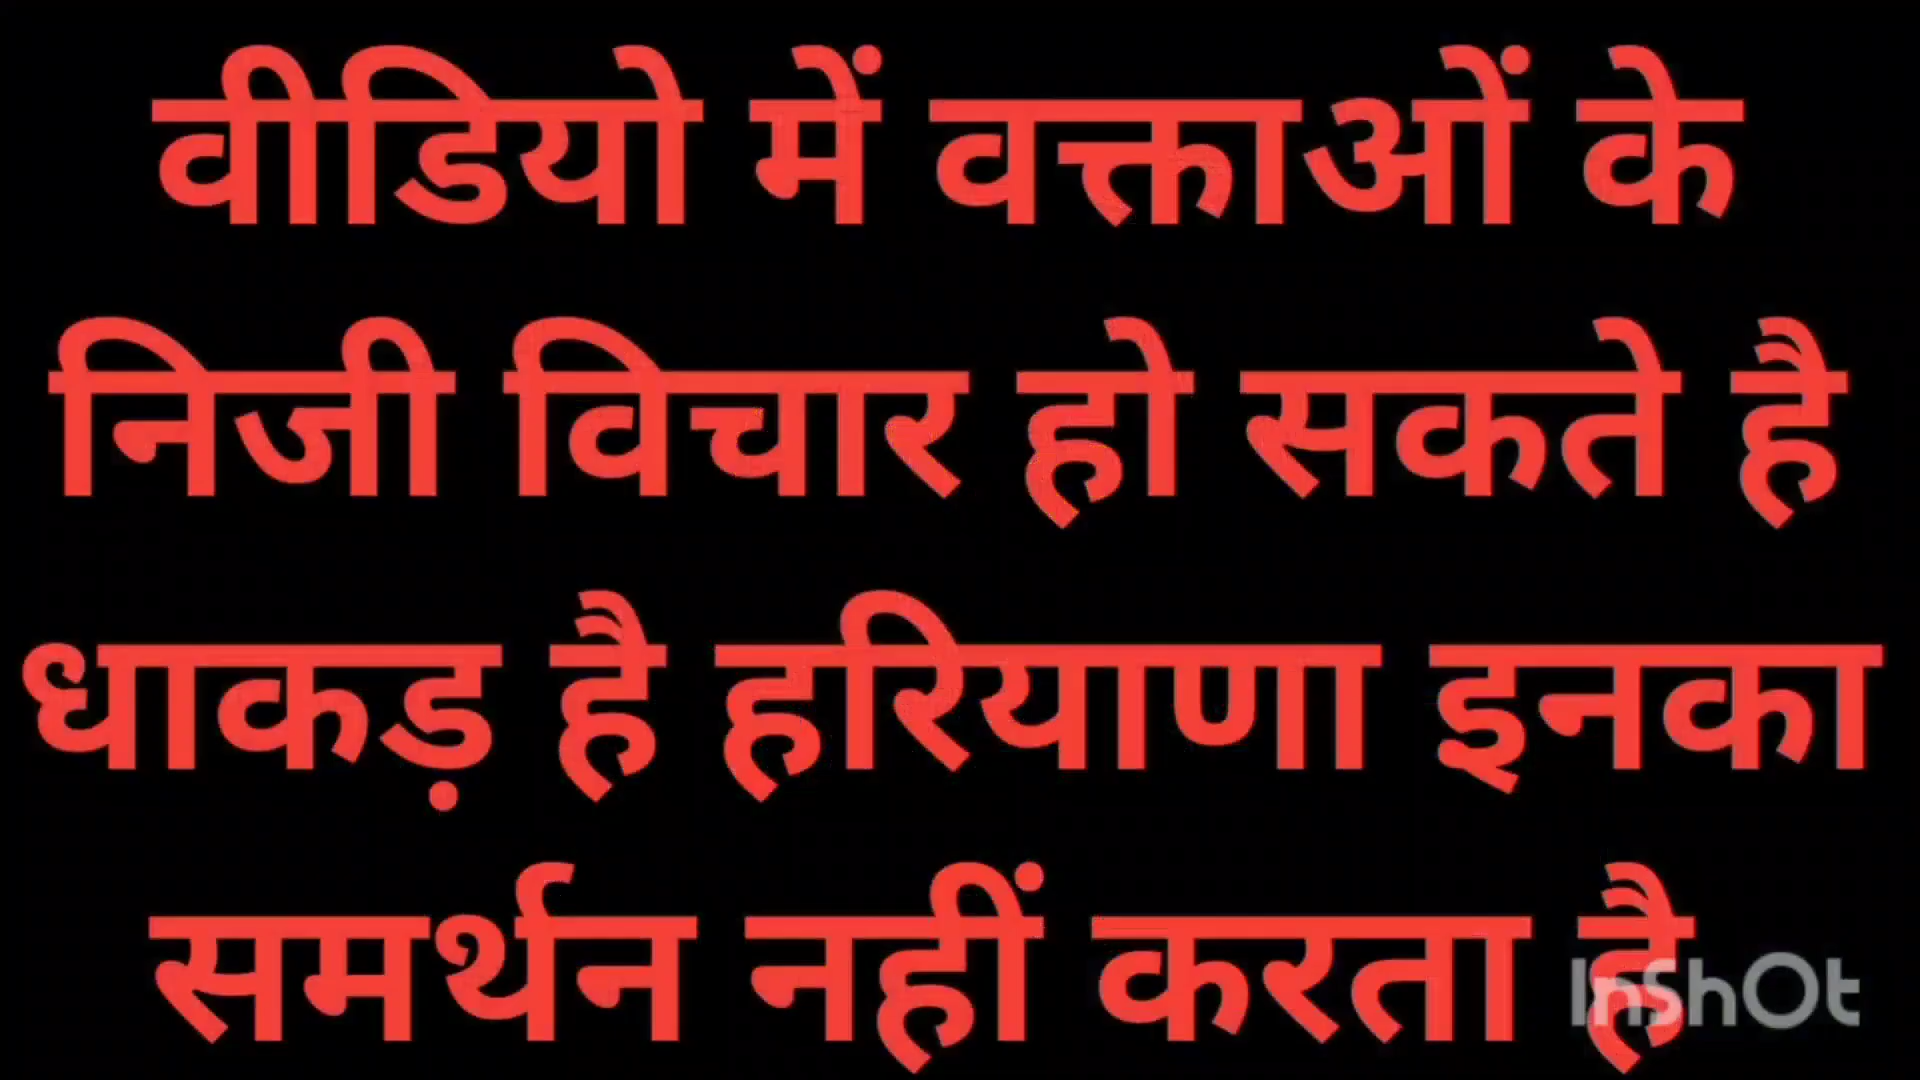 वीडियो में वक्ताओं के
निजी विचार हो सकते है
धाकड़ है हरियाणा इनका
समर्थन नहीं करता है
InShOt